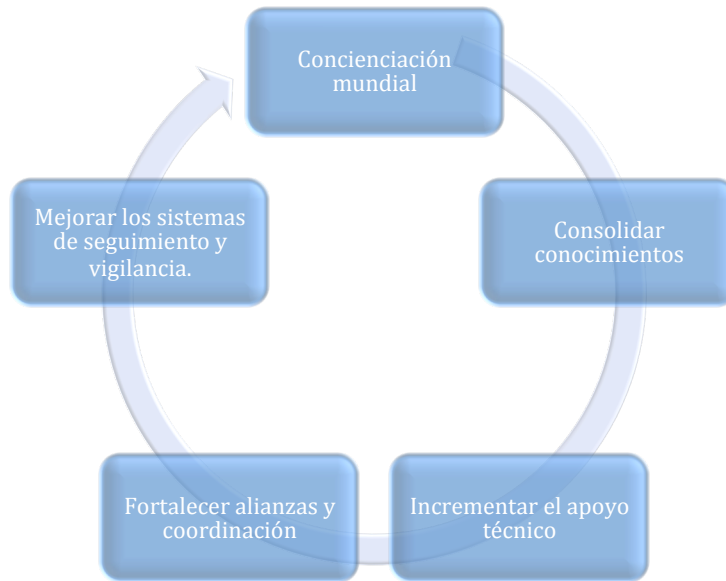 Concienciación
mundial
Consolidar
conocimientos
Incrementar el apoyo
técnico
Fortalecer alianzas y
coordinación
Mejorar los sistemas
de seguimiento y
vigilancia.